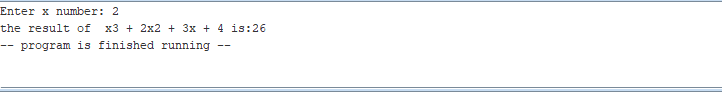 Enter x number: 2
the result of  x3 + 2x2 + 3x + 4 is:26
-- program is finished running --